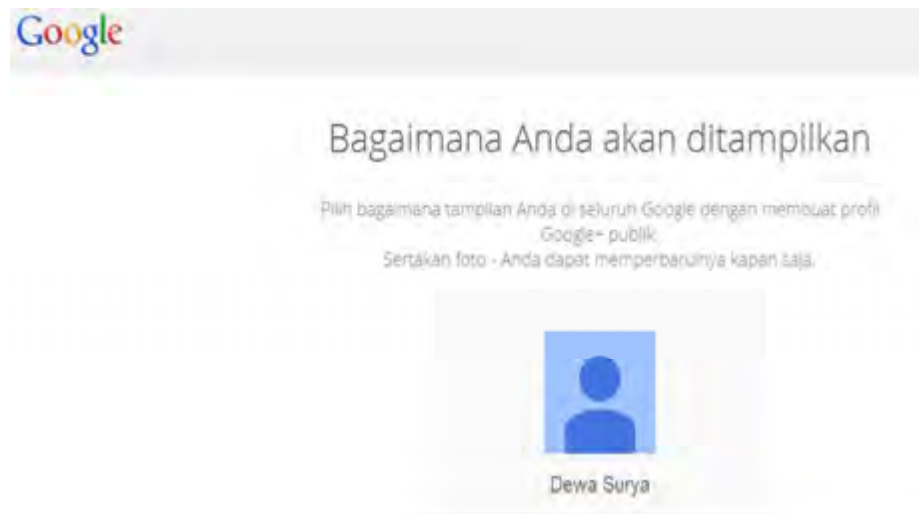 Google
Bagaimana Anda akan ditampilkan
Pilih bagaimana tampilan Anda di seluruh Google dengan membuat profil
Google+ publik.
Sertakan foto - Anda dapat memperbaruinya kapan saja.
Dewa Surya